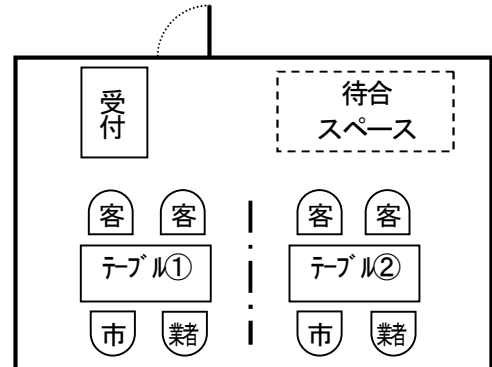 受付
待合
スペース
客 客 客 客
テーブル① テーブル②
市 業者 市 業者